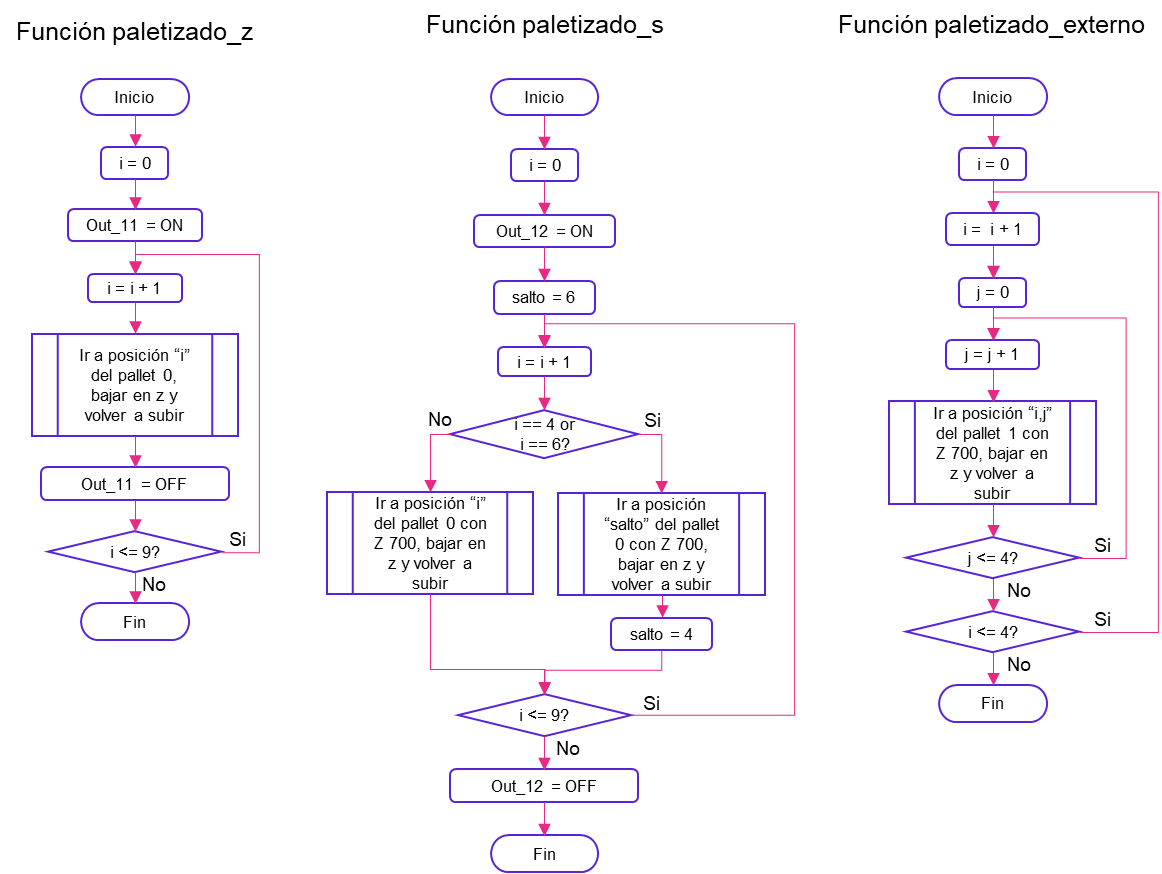 Función paletizado_z
Inicio
i = 0
Out_11 = ON
i = i + 1
Ir a posición “i”
del pallet 0,
bajar en z y
volver a subir
Out_11 = OFF
i <= 9?
Si
No
Fin
Función paletizado_s
Inicio
i = 0
Out_12 = ON
salto = 6
i = i + 1
i == 4 or
i == 6?
No
Si
Ir a posición “i”
del pallet 0 con
Z 700, bajar en
z y volver a
subir
Ir a posición
“salto” del pallet
0 con Z 700,
bajar en z y
volver a subir
salto = 4
i <= 9?
Si
No
Out_12 = OFF
Fin
Función paletizado_externo
Inicio
i = 0
i = i + 1
j = 0
j = j + 1
Ir a posición “i,j”
del pallet 1 con
Z 700, bajar en
z y volver a
subir
j <= 4?
Si
No
i <= 4?
Si
No
Fin